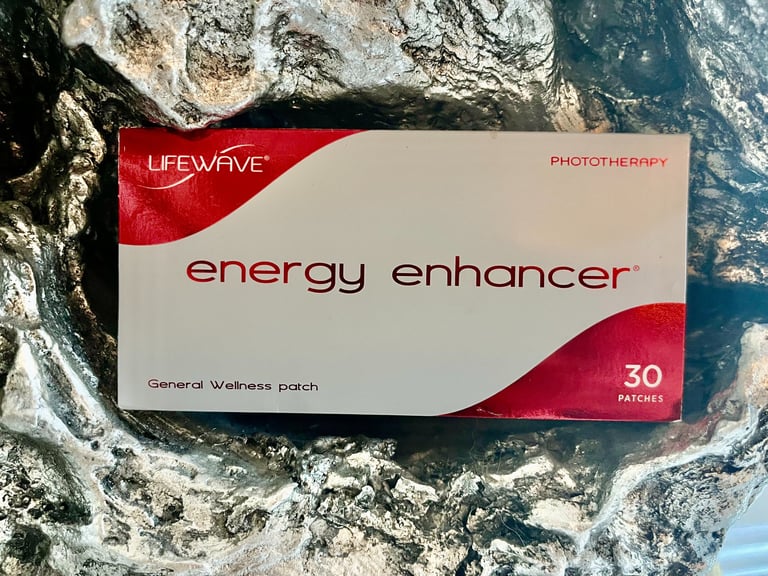 LIFEWAVE®
PHOTOTHERAPY
energy enhancer®
General Wellness patch
30
PATCHES